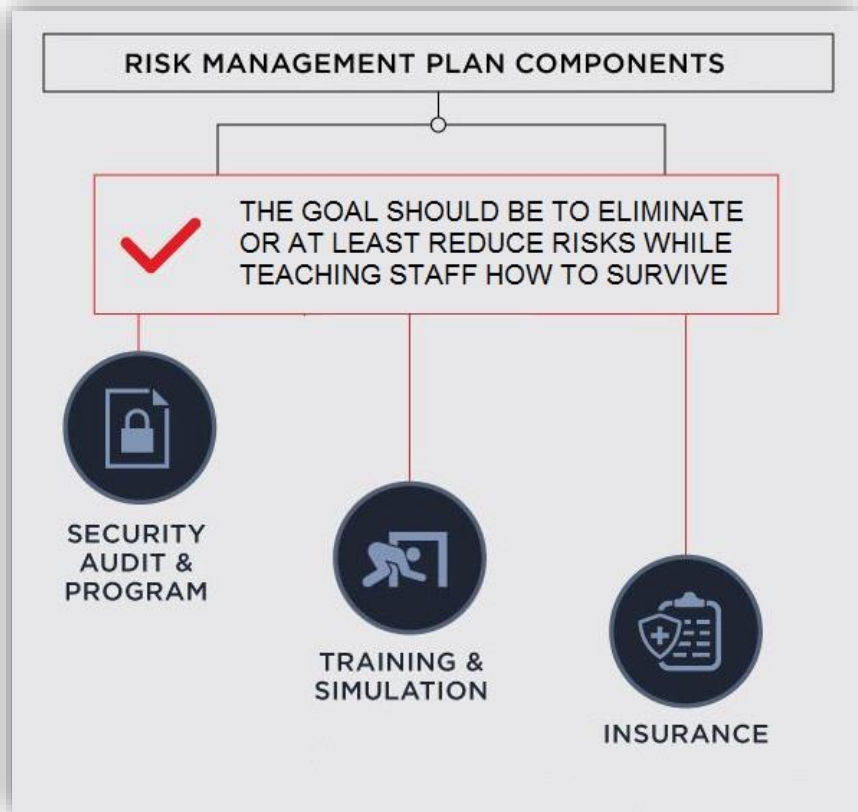 RISK MANAGEMENT PLAN COMPONENTS
THE GOAL SHOULD BE TO ELIMINATE
OR AT LEAST REDUCE RISKS WHILE
TEACHING STAFF HOW TO SURVIVE
SECURITY
AUDIT &
PROGRAM
TRAINING &
SIMULATION
INSURANCE